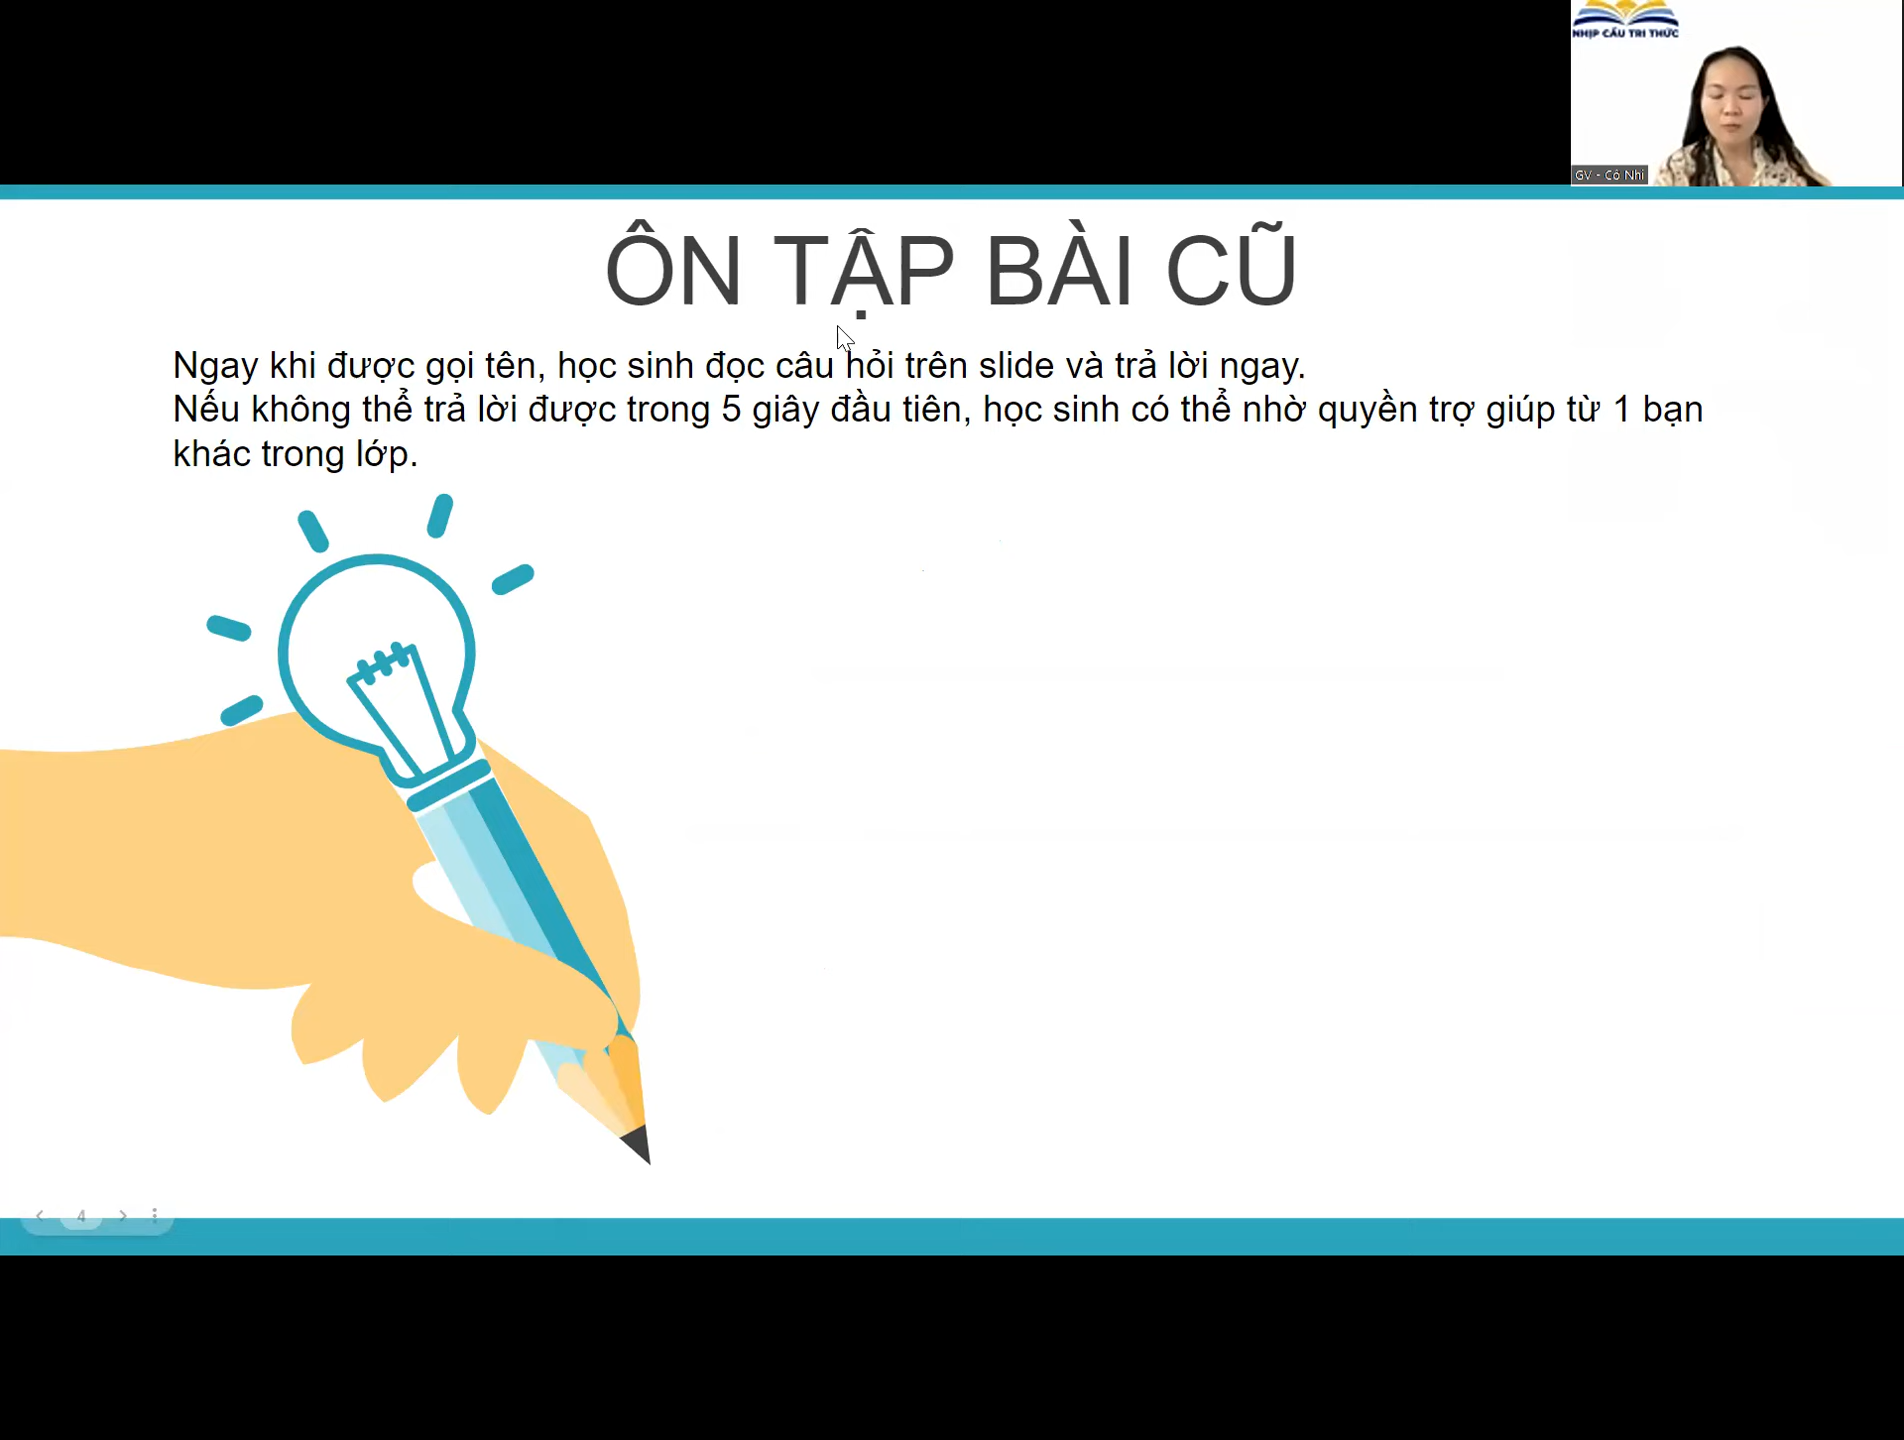 NHỊP CẦU TRI THỨC
GV - Cô Nhi
ÔN TẬP BÀI CŨ
Ngay khi được gọi tên, học sinh đọc câu hỏi trên slide và trả lời ngay.
Nếu không thể trả lời được trong 5 giây đầu tiên, học sinh có thể nhờ quyền trợ giúp từ 1 bạn
khác trong lớp.
4